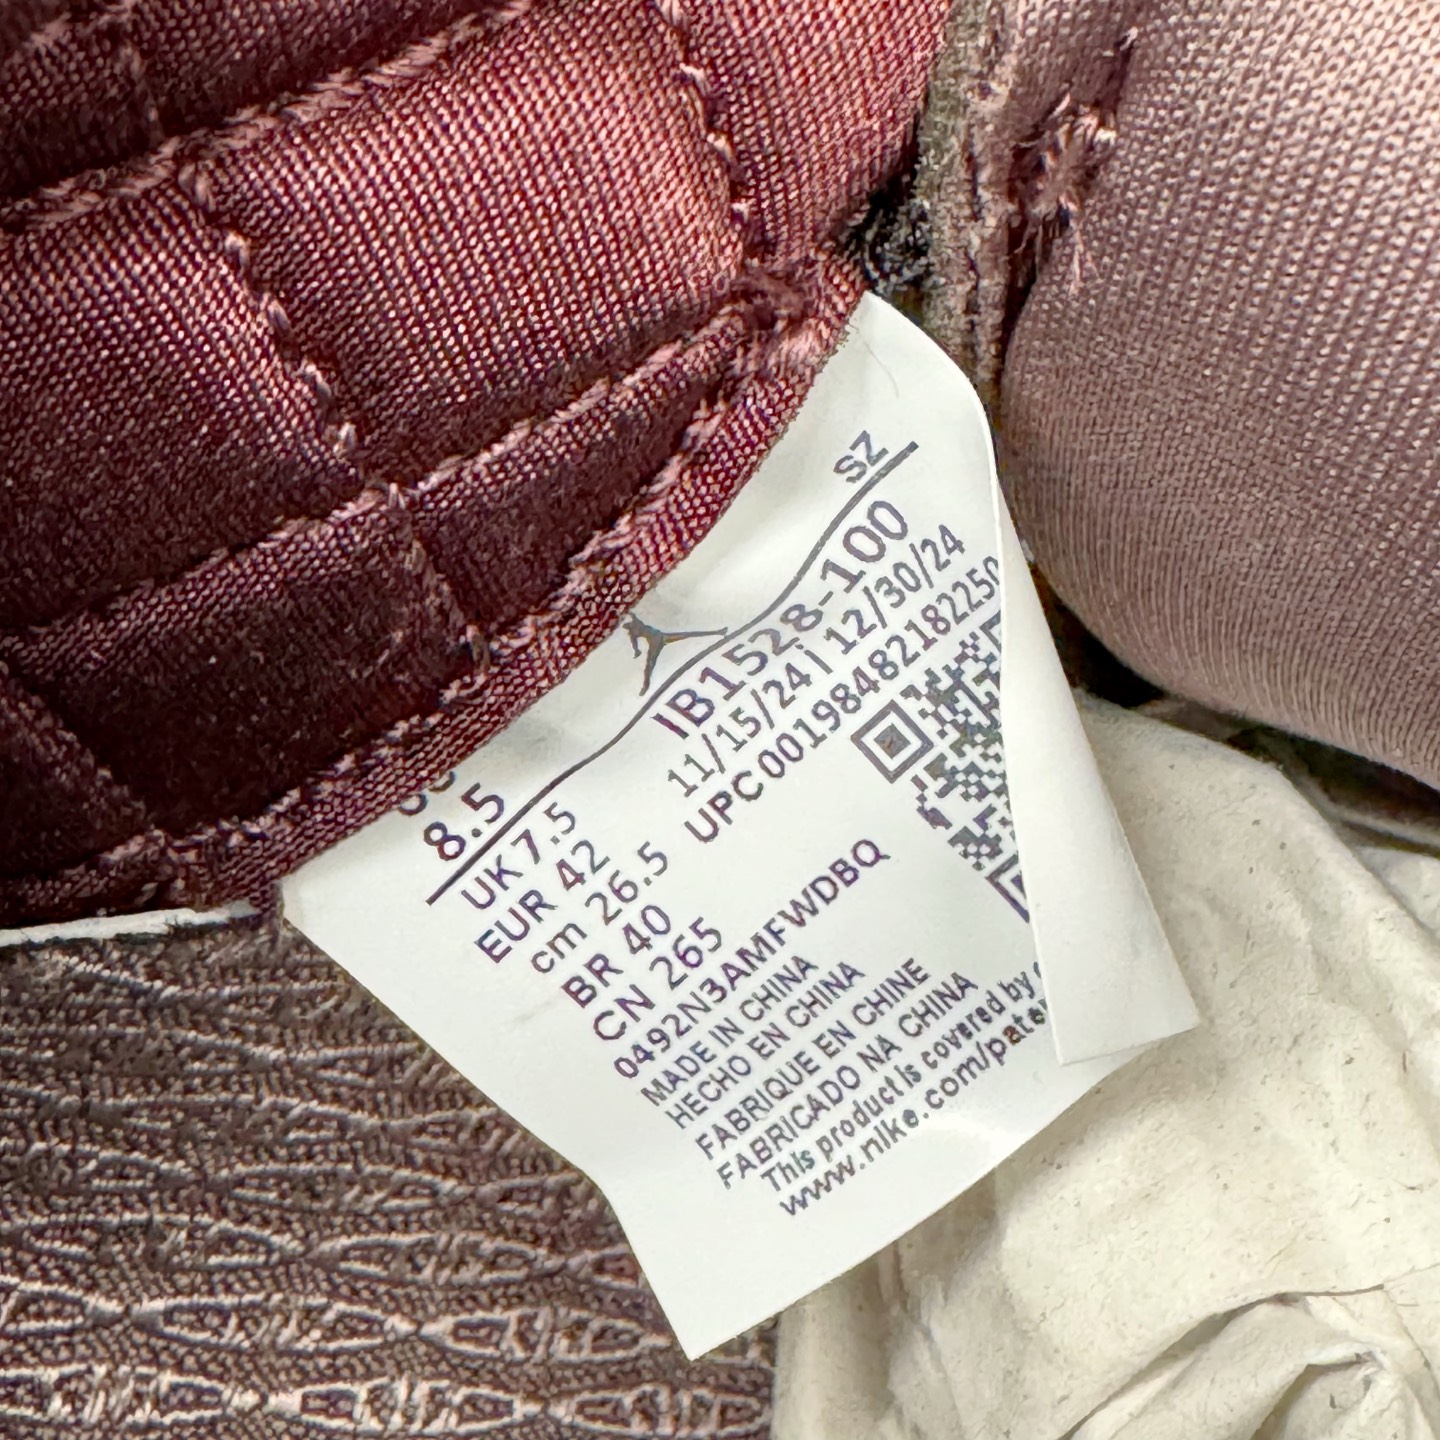 SZ
8.5
IB1528-100
UK 7.5
11/15/24 | 12/30/24
EUR 42
UPC 00198482182250
cm 26.5
BR 40
CN 265
0492N3AMFWDBQ
MADE IN CHINA
HECHO EN CHINA
FABRIQUE EN CHINE
FABRICADO NA CHINA
This product is covered by
www.nike.com/pate